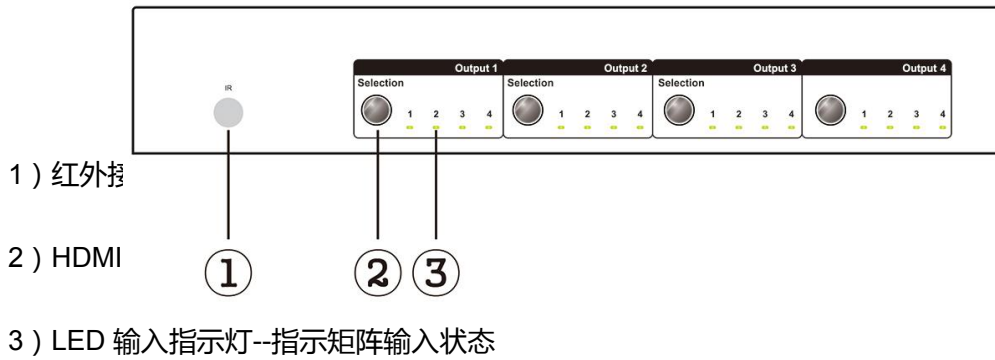 Output 1 Output 2 Output 3 Output 4
Selection Selection Selection
IR
1 2 3 4 1 2 3 4 1 2 3 4 1 2 3 4
1）红外接
① ② ③
2）HDMI
3）LED 输入指示灯--指示矩阵输入状态